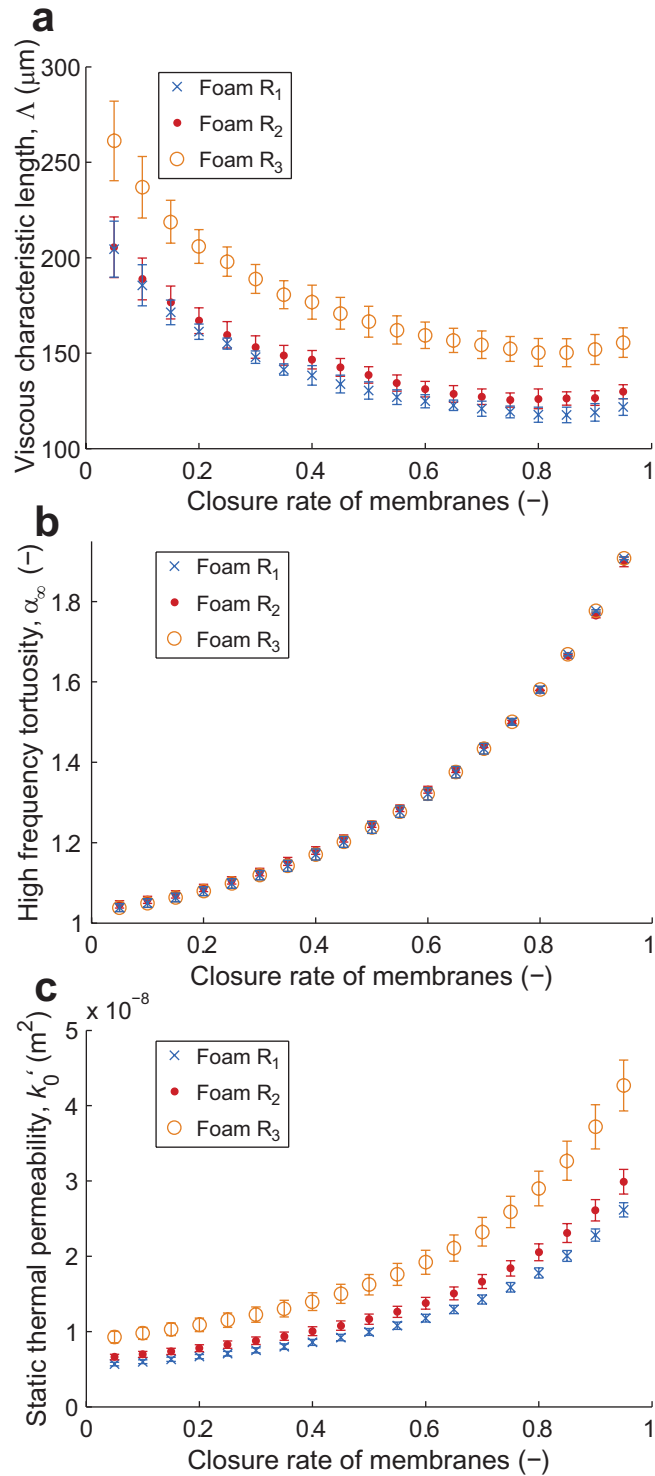 a
300
250
200
150
100
Viscous characteristic length, Λ (μm)
Foam R₁
Foam R₂
Foam R₃
0 0.2 0.4 0.6 0.8 1
Closure rate of membranes (−)
b
1.8
1.6
1.4
1.2
1
High frequency tortuosity, α∞ (−)
Foam R₁
Foam R₂
Foam R₃
0 0.2 0.4 0.6 0.8 1
Closure rate of membranes (−)
c
x 10⁻⁸
5
4
3
2
1
0
Static thermal permeability, k₀‘ (m²)
Foam R₁
Foam R₂
Foam R₃
0 0.2 0.4 0.6 0.8 1
Closure rate of membranes (−)